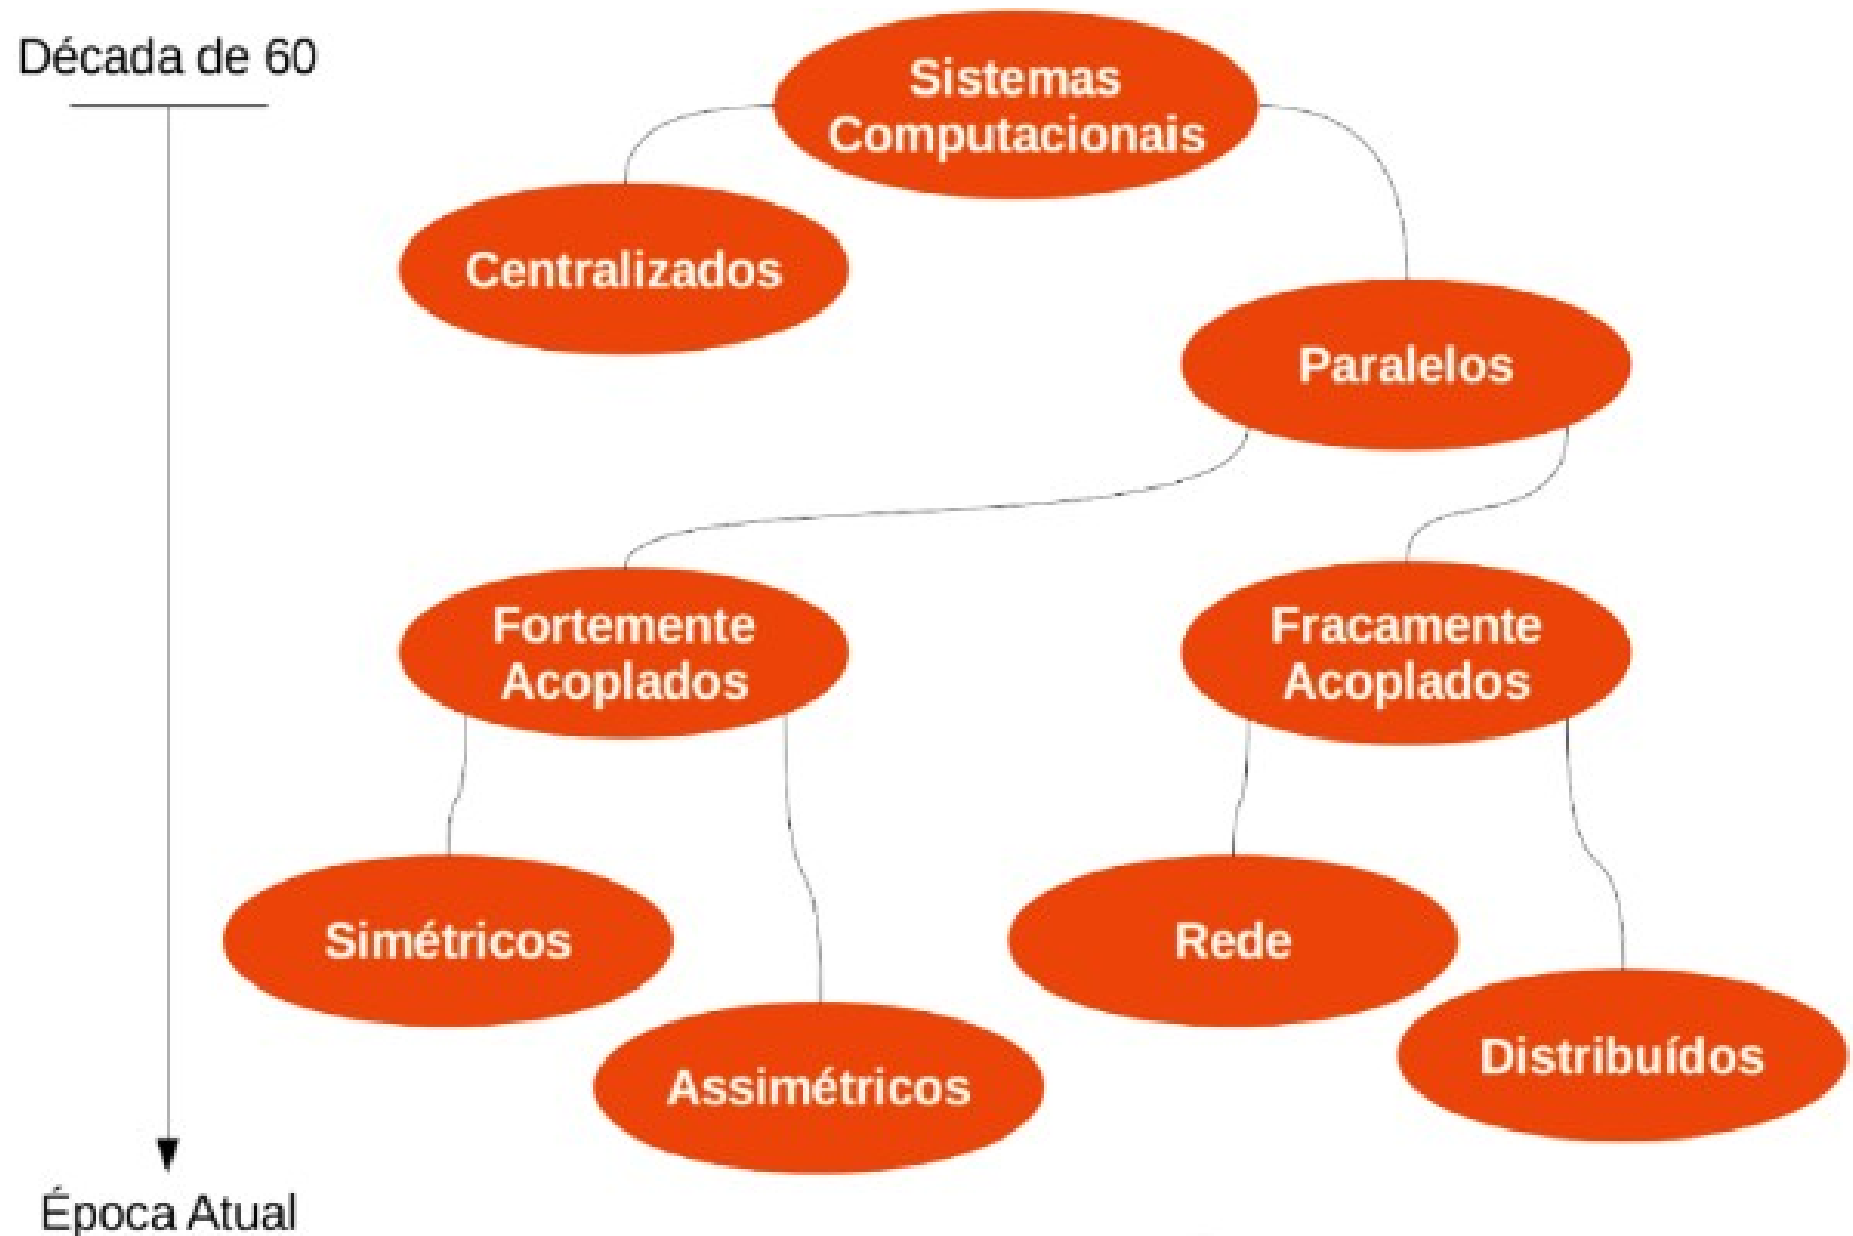 Década de 60
Sistemas
Computacionais
Centralizados
Paralelos
Fortemente
Acoplados
Fracamente
Acoplados
Simétricos
Rede
Assimétricos
Distribuídos
Época Atual